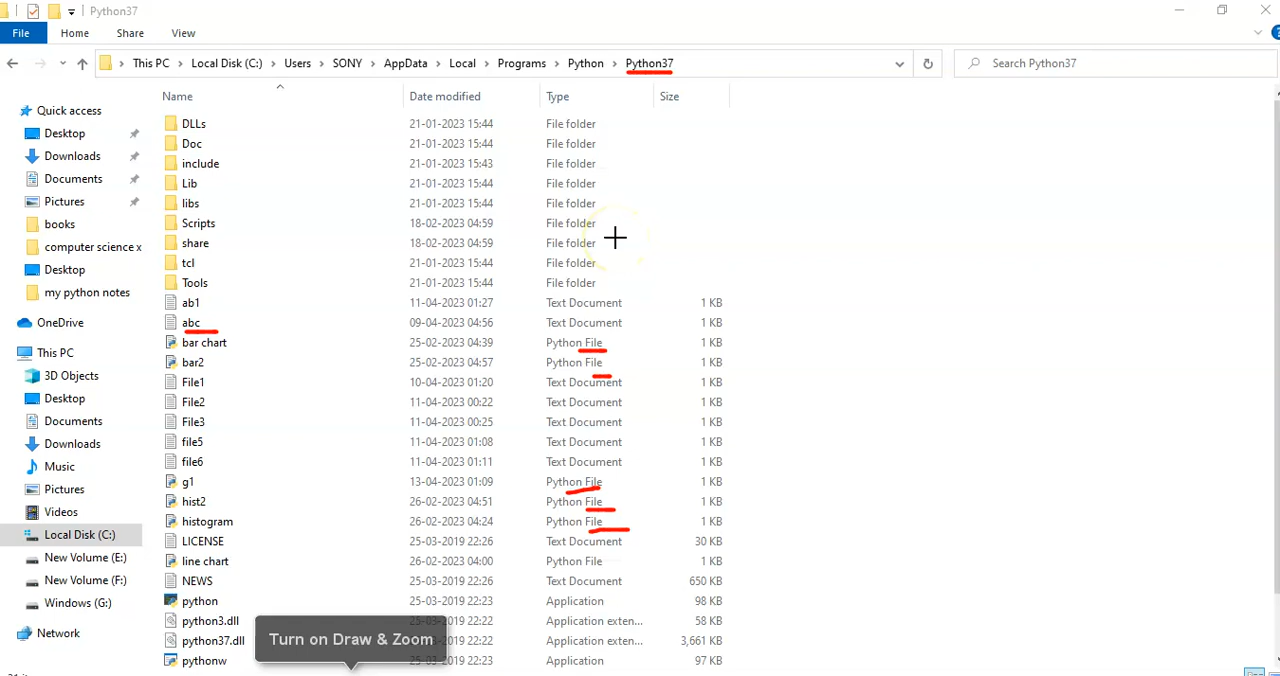 Python37
File Home Share View
This PC > Local Disk (C:) > Users > SONY > AppData > Local > Programs > Python > Python37
Search Python37
Name Date modified Type Size
Quick access
Desktop
Downloads
Documents
Pictures
books
computer science x
Desktop
my python notes
OneDrive
This PC
3D Objects
Desktop
Documents
Downloads
Music
Pictures
Videos
Local Disk (C:)
New Volume (E:)
New Volume (F:)
Windows (G:)
Network
DLLs 21-01-2023 15:44 File folder
Doc 21-01-2023 15:44 File folder
include 21-01-2023 15:43 File folder
Lib 21-01-2023 15:44 File folder
libs 21-01-2023 15:44 File folder
Scripts 18-02-2023 04:59 File folder
share 18-02-2023 04:59 File folder
tcl 21-01-2023 15:44 File folder
Tools 21-01-2023 15:44 File folder
ab1 11-04-2023 01:27 Text Document 1 KB
abc 09-04-2023 04:56 Text Document 1 KB
bar chart 25-02-2023 04:39 Python File 1 KB
bar2 25-02-2023 04:57 Python File 1 KB
File1 10-04-2023 01:20 Text Document 1 KB
File2 11-04-2023 00:22 Text Document 1 KB
File3 11-04-2023 00:25 Text Document 1 KB
file5 11-04-2023 01:08 Text Document 1 KB
file6 11-04-2023 01:11 Text Document 1 KB
g1 13-04-2023 01:09 Python File 1 KB
hist2 26-02-2023 04:51 Python File 1 KB
histogram 26-02-2023 04:24 Python File 1 KB
LICENSE 25-03-2019 22:26 Text Document 30 KB
line chart 26-02-2023 04:00 Python File 1 KB
NEWS 25-03-2019 22:26 Text Document 650 KB
python 25-03-2019 22:23 Application 98 KB
python3.dll 22:22 Application exten... 58 KB
python37.dll 22:22 Application exten... 3,661 KB
pythonw 25-03-2019 22:23 Application 97 KB
Turn on Draw & Zoom